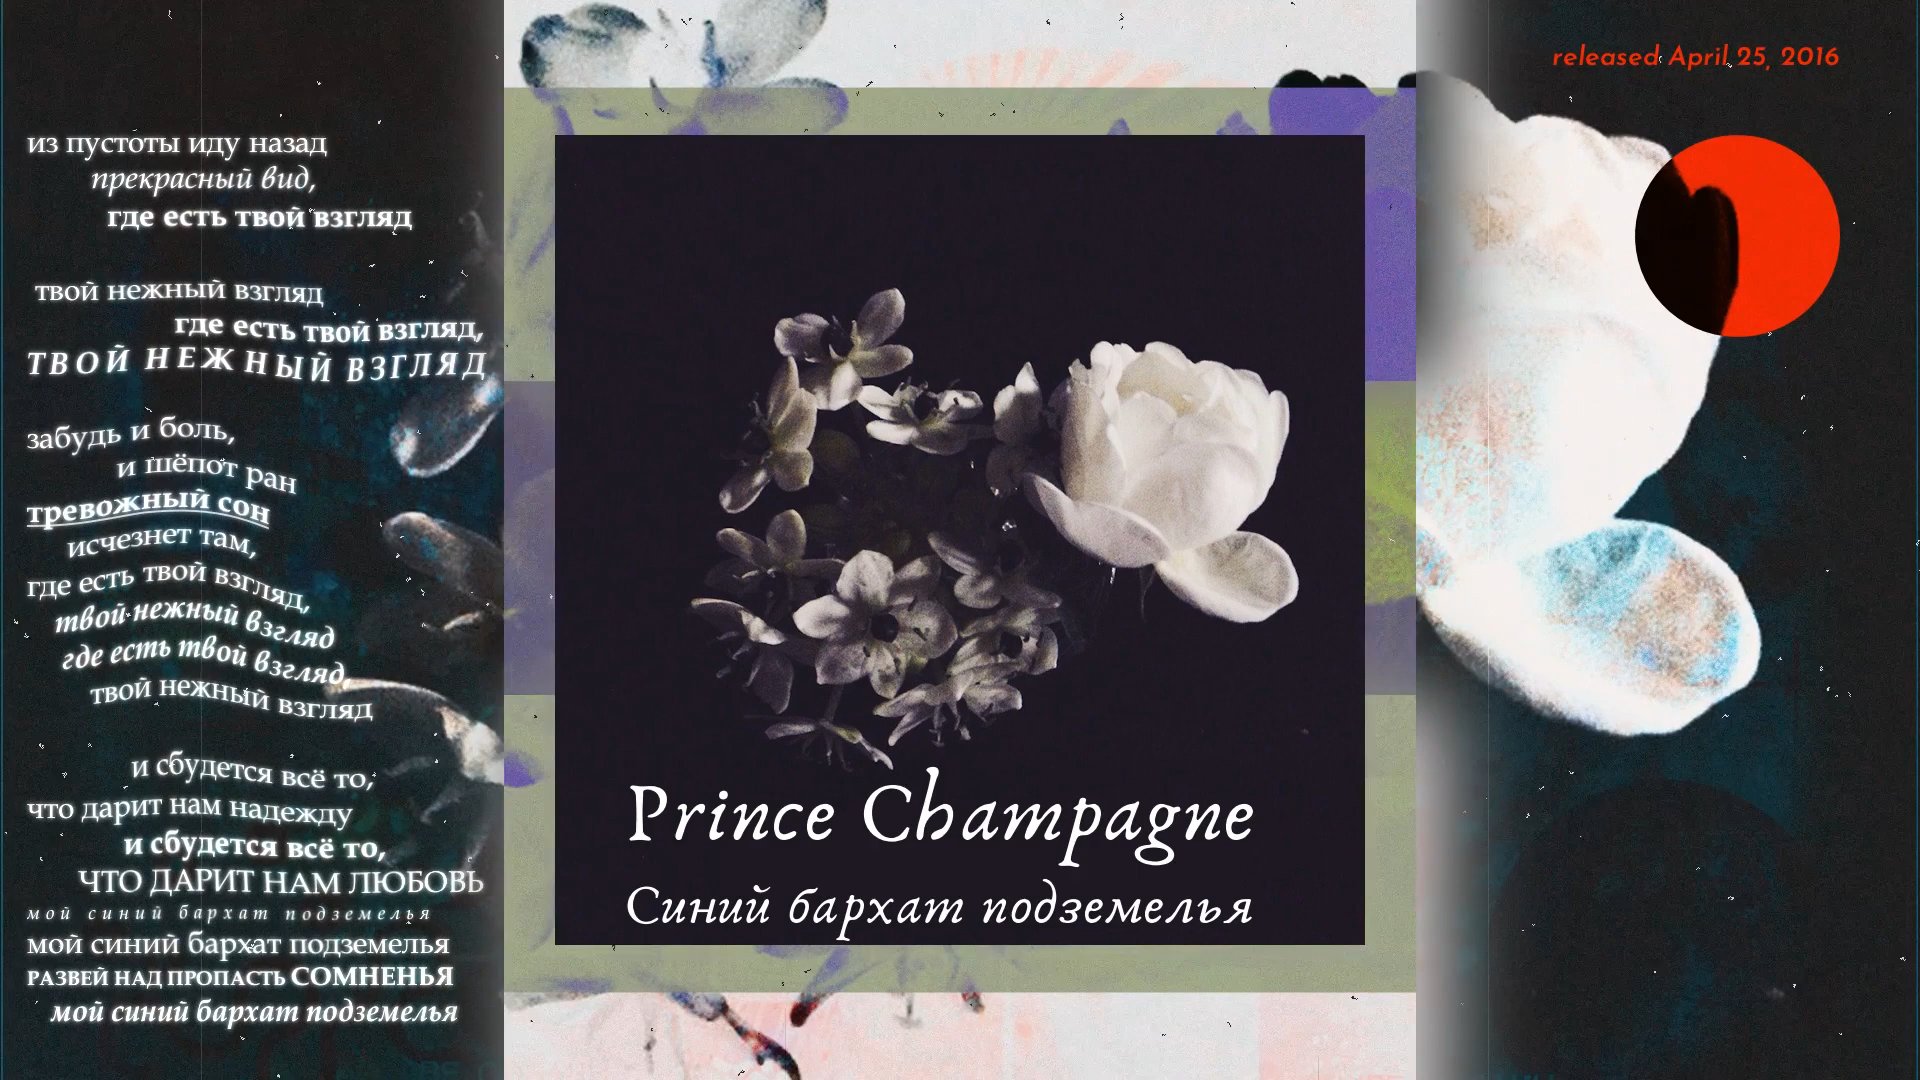 released April 25, 2016
из пустоты иду назад
прекрасный вид,
где есть твой взгляд
твой нежный взгляд
где есть твой взгляд,
ТВОЙ НЕЖНЫЙ ВЗГЛЯД
забудь и боль,
и шёпот ран
тревожный сон
исчезнет там,
где есть твой взгляд,
твой нежный взгляд
где есть твой взгляд,
твой нежный взгляд
и сбудется всё то,
что дарит нам надежду
и сбудется всё то,
ЧТО ДАРИТ НАМ ЛЮБОВЬ
мой синий бархат подземелья
мой синий бархат подземелья
РАЗВЕЙ НАД ПРОПАСТЬ СОМНЕНЬЯ
мой синий бархат подземелья
Prince Champagne
Синий бархат подземелья